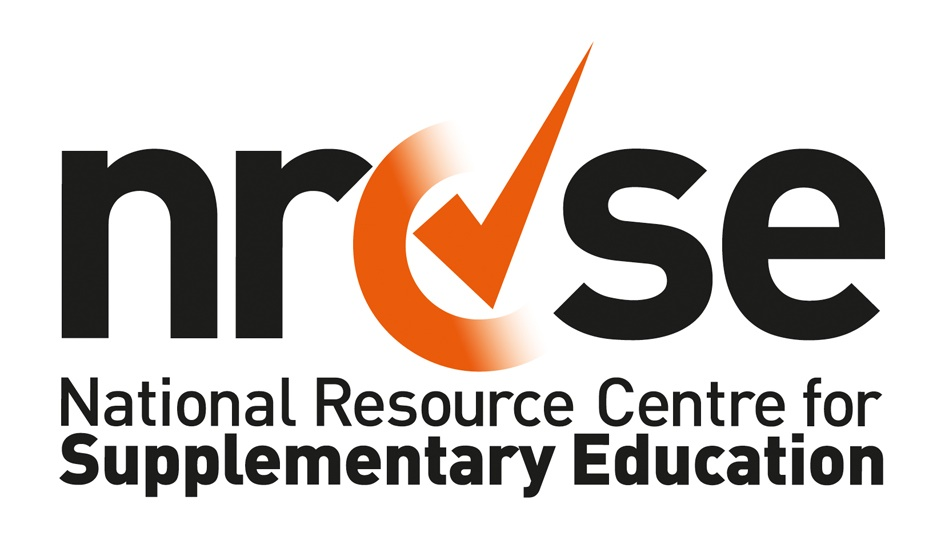 nrcse
National Resource Centre for
Supplementary Education